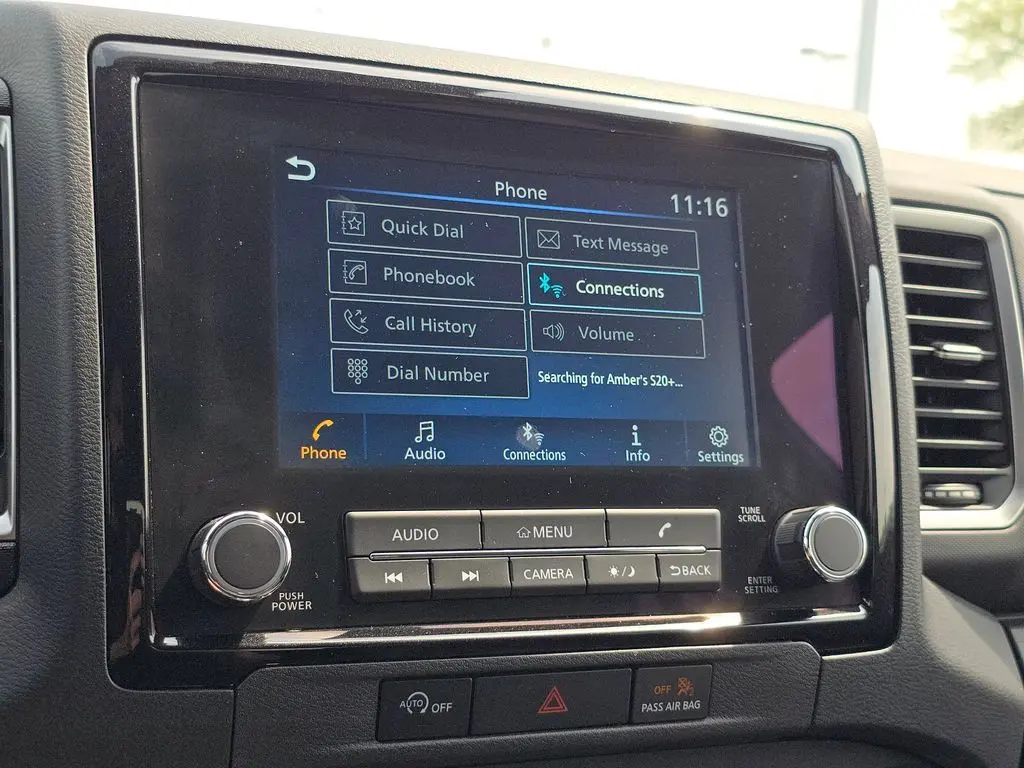 Phone
11:16
Quick Dial
Text Message
Phonebook
Connections
Call History
Volume
Dial Number
Searching for Amber's S20+...
Phone
Audio
Connections
Info
Settings
VOL
PUSH
POWER
AUDIO
MENU
CAMERA
BACK
TUNE
SCROLL
ENTER
SETTING
AUTO OFF
OFF
PASS AIR BAG